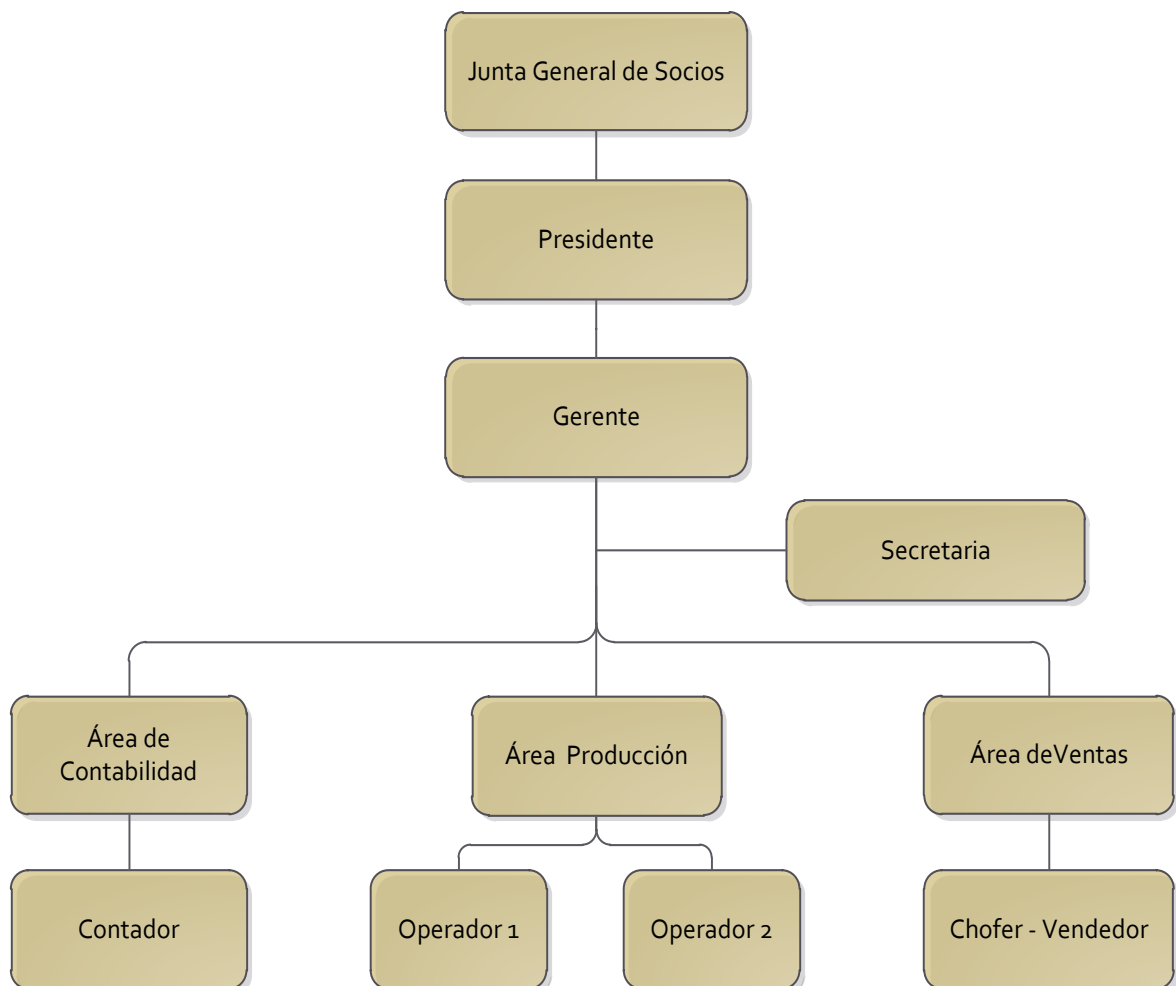 Junta General de Socios
Presidente
Gerente
Secretaria
Área de
Contabilidad
Área  Producción
Área deVentas
Contador
Operador 1
Operador 2
Chofer - Vendedor